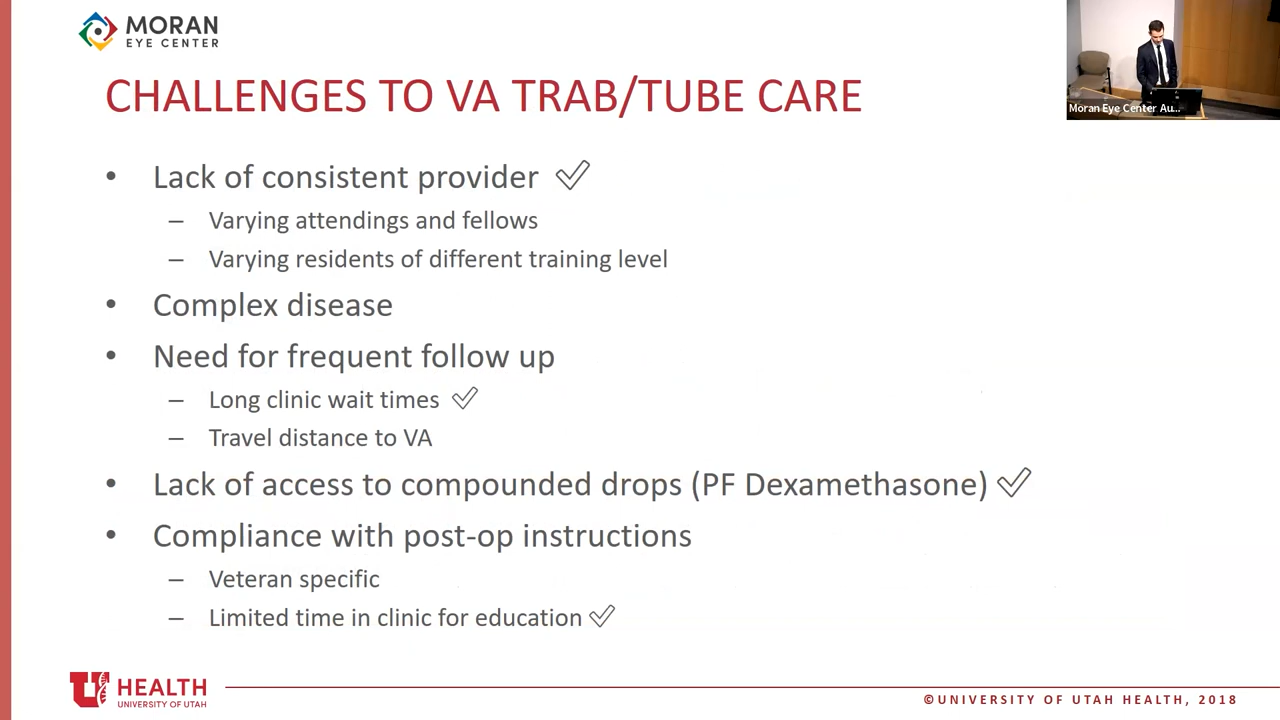 MORAN
EYE CENTER
Moran Eye Center Au...
CHALLENGES TO VA TRAB/TUBE CARE
• Lack of consistent provider
– Varying attendings and fellows
– Varying residents of different training level
• Complex disease
• Need for frequent follow up
– Long clinic wait times
– Travel distance to VA
• Lack of access to compounded drops (PF Dexamethasone)
• Compliance with post-op instructions
– Veteran specific
– Limited time in clinic for education
U HEALTH
UNIVERSITY OF UTAH
©UNIVERSITY OF UTAH HEALTH, 2018